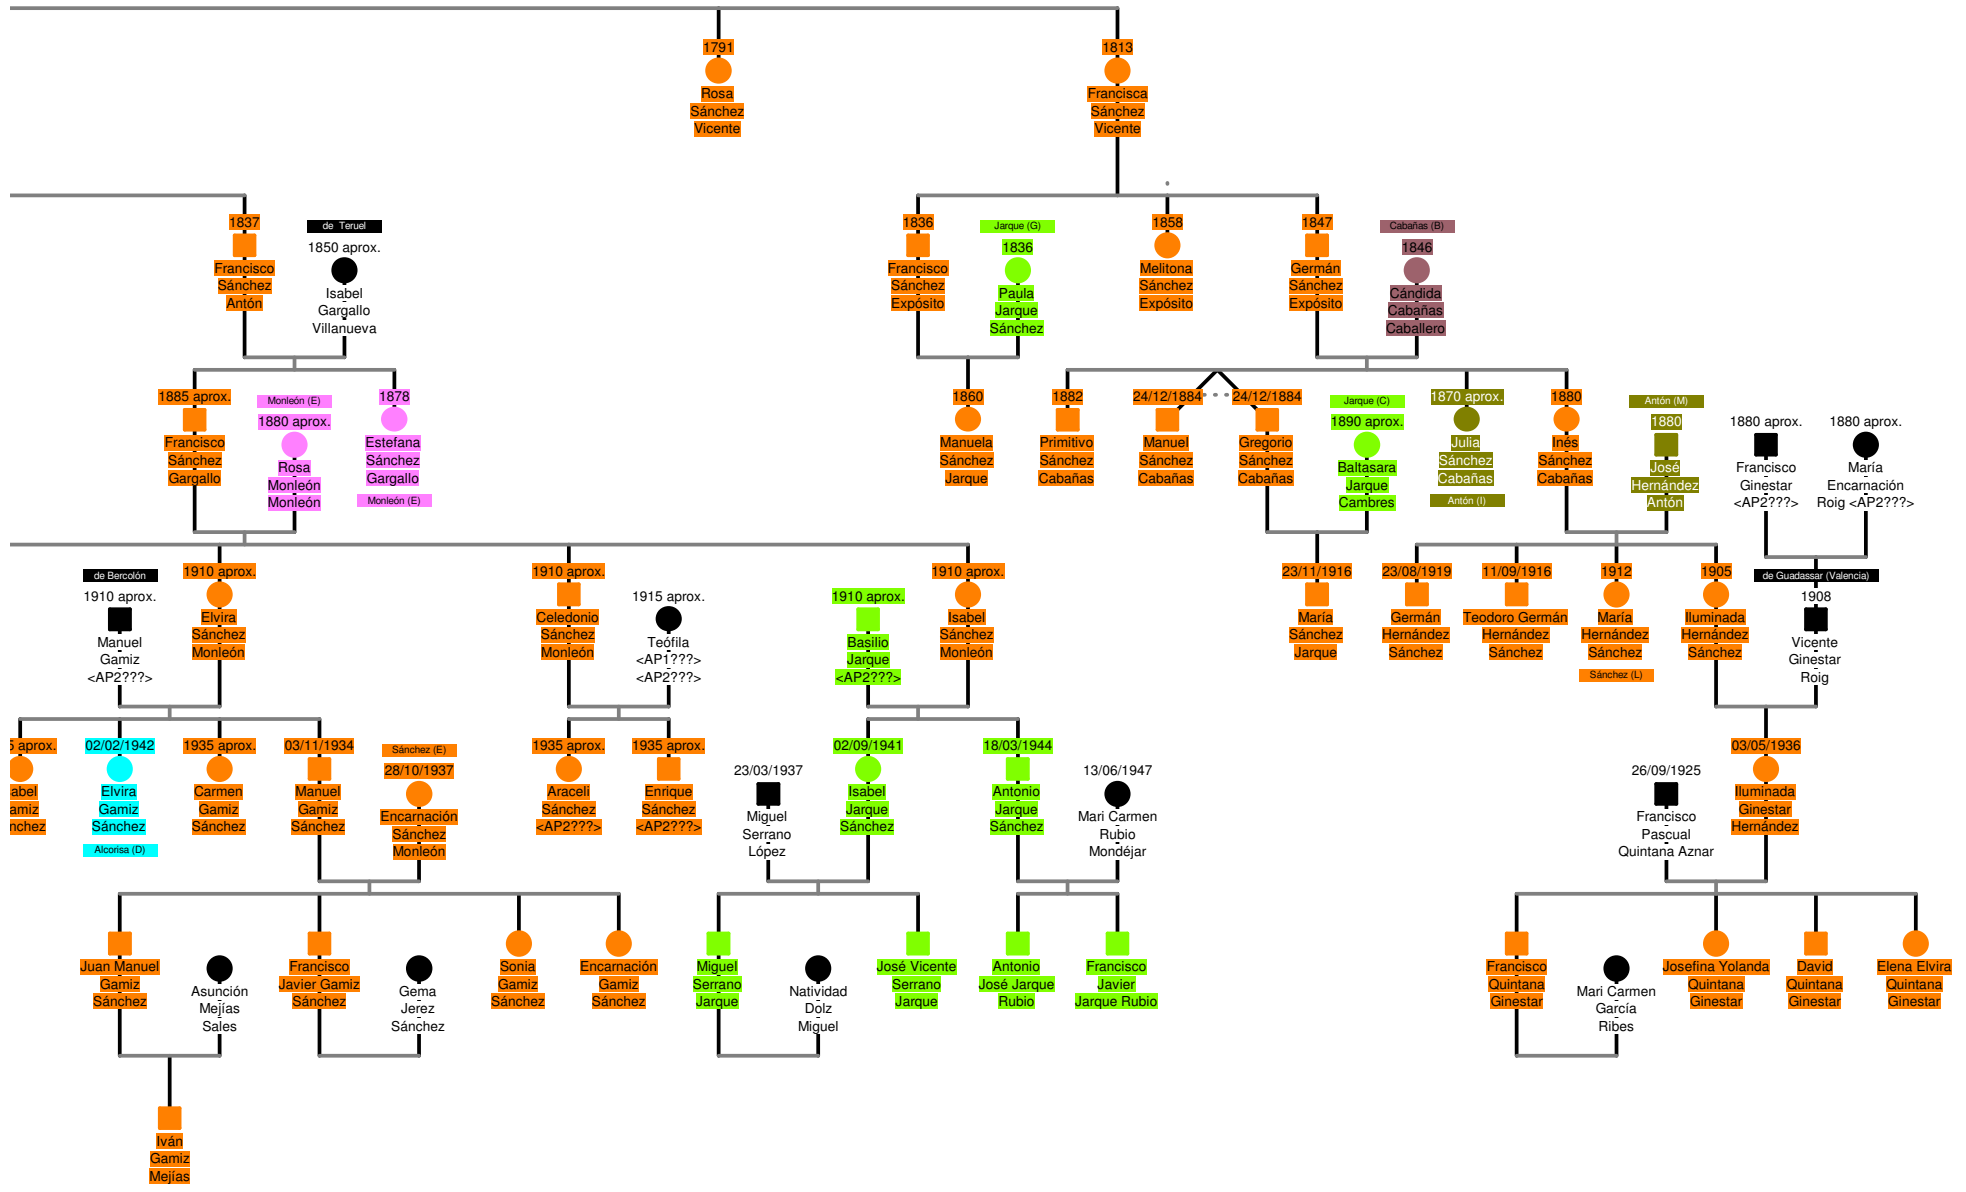 1791
Rosa
Sánchez
Vicente
1813
Francisca
Sánchez
Vicente
1837
Francisco
Sánchez
Antón
de Teruel
1850 aprox.
Isabel
Gargallo
Villanueva
1836
Francisco
Sánchez
Expósito
Jarque (G)
1836
Paula
Jarque
Sánchez
1858
Melitona
Sánchez
Expósito
1847
Germán
Sánchez
Expósito
Cabañas (B)
1846
Cándida
Cabañas
Caballero
1885 aprox.
Francisco
Sánchez
Gargallo
Monleón (E)
1880 aprox.
Rosa
Monleón
Monleón
1878
Estefana
Sánchez
Gargallo
Monleón (E)
1860
Manuela
Sánchez
Jarque
1882
Primitivo
Sánchez
Cabañas
24/12/1884
Manuel
Sánchez
Cabañas
24/12/1884
Gregorio
Sánchez
Cabañas
Jarque (C)
1890 aprox.
Baltasara
Jarque
Cambres
1870 aprox.
Julia
Sánchez
Cabañas
Antón (I)
1880
Inés
Sánchez
Cabañas
Antón (M)
1880
José
Hernández
Antón
1880 aprox.
Francisco
Ginestar
<AP2???>
1880 aprox.
María
Encarnación
Roig <AP2???>
de Bercolón
1910 aprox.
Manuel
Gamiz
<AP2???>
1910 aprox.
Elvira
Sánchez
Monleón
1910 aprox.
Celedonio
Sánchez
Monleón
1915 aprox.
Teófila
<AP1???>
<AP2???>
1910 aprox.
Basilio
Jarque
<AP2???>
1910 aprox.
Isabel
Sánchez
Monleón
23/11/1916
María
Sánchez
Jarque
23/08/1919
Germán
Hernández
Sánchez
11/09/1916
Teodoro Germán
Hernández
Sánchez
1912
María
Hernández
Sánchez
Sánchez (L)
1905
Iluminada
Hernández
Sánchez
de Guadassar (Valencia)
1908
Vicente
Ginestar
Roig
5 aprox.
abel
amiz
nchez
02/02/1942
Elvira
Gamiz
Sánchez
Alcorisa (D)
1935 aprox.
Carmen
Gamiz
Sánchez
03/11/1934
Manuel
Gamiz
Sánchez
Sánchez (E)
28/10/1937
Encarnación
Sánchez
Monleón
1935 aprox.
Araceli
Sánchez
<AP2???>
1935 aprox.
Enrique
Sánchez
<AP2???>
23/03/1937
Miguel
Serrano
López
02/09/1941
Isabel
Jarque
Sánchez
18/03/1944
Antonio
Jarque
Sánchez
13/06/1947
Mari Carmen
Rubio
Mondéjar
26/09/1925
Francisco
Pascual
Quintana Aznar
03/05/1936
Iluminada
Ginestar
Hernández
Juan Manuel
Gamiz
Sánchez
Asunción
Mejías
Sales
Francisco
Javier Gamiz
Sánchez
Gema
Jerez
Sánchez
Sonia
Gamiz
Sánchez
Encarnación
Gamiz
Sánchez
Miguel
Serrano
Jarque
Natividad
Dolz
Miguel
José Vicente
Serrano
Jarque
Antonio
José Jarque
Rubio
Francisco
Javier
Jarque Rubio
Francisco
Quintana
Ginestar
Mari Carmen
García
Ribes
Josefina Yolanda
Quintana
Ginestar
David
Quintana
Ginestar
Elena Elvira
Quintana
Ginestar
Iván
Gamiz
Mejías